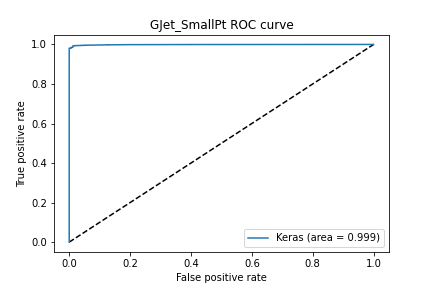 GJet_SmallPt ROC curve
1.0
0.8
0.6
0.4
0.2
0.0
True positive rate
Keras (area = 0.999)
0.0 0.2 0.4 0.6 0.8 1.0
False positive rate